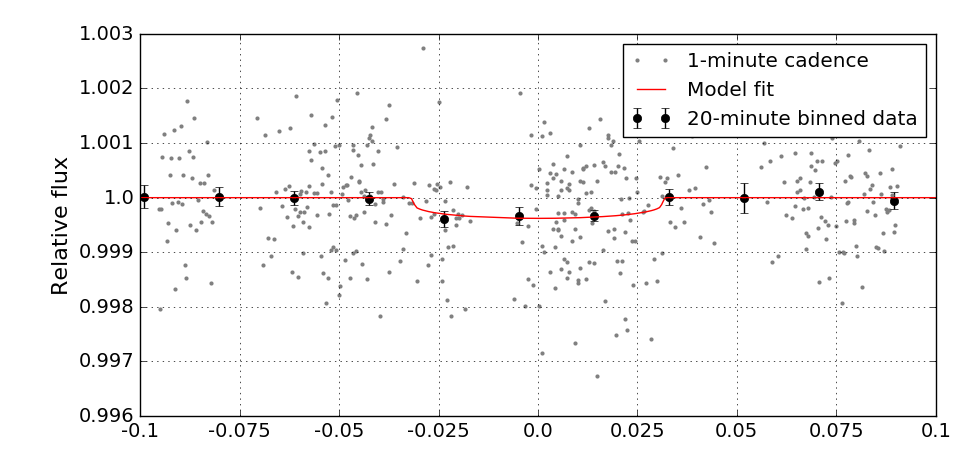 1.003
1.002
1.001
1.0
0.999
0.998
0.997
0.996
Relative flux
1-minute cadence
Model fit
20-minute binned data
-0.1 -0.075 -0.05 -0.025 0.0 0.025 0.05 0.075 0.1